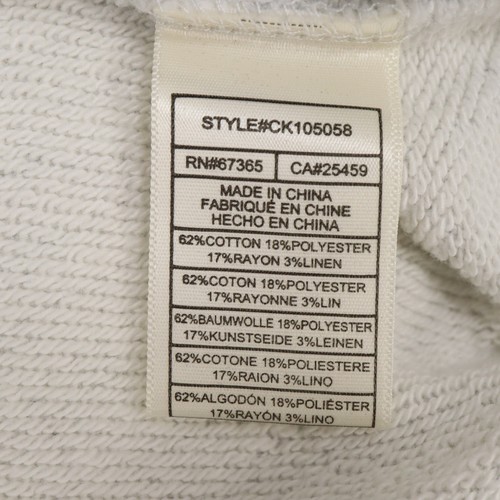 STYLE#CK105058
RN#67365 CA#25459
MADE IN CHINA
FABRIQUÉ EN CHINE
HECHO EN CHINA
62%COTTON 18%POLYESTER
17%RAYON 3%LINEN
62%COTON 18%POLYESTER
17%RAYONNE 3%LIN
62%BAUMWOLLE 18%POLYESTER
17%KUNSTSEIDE 3%LEINEN
62%COTONE 18%POLIESTERE
17%RAION 3%LINO
62%ALGODÓN 18%POLIÉSTER
17%RAYÓN 3%LINO